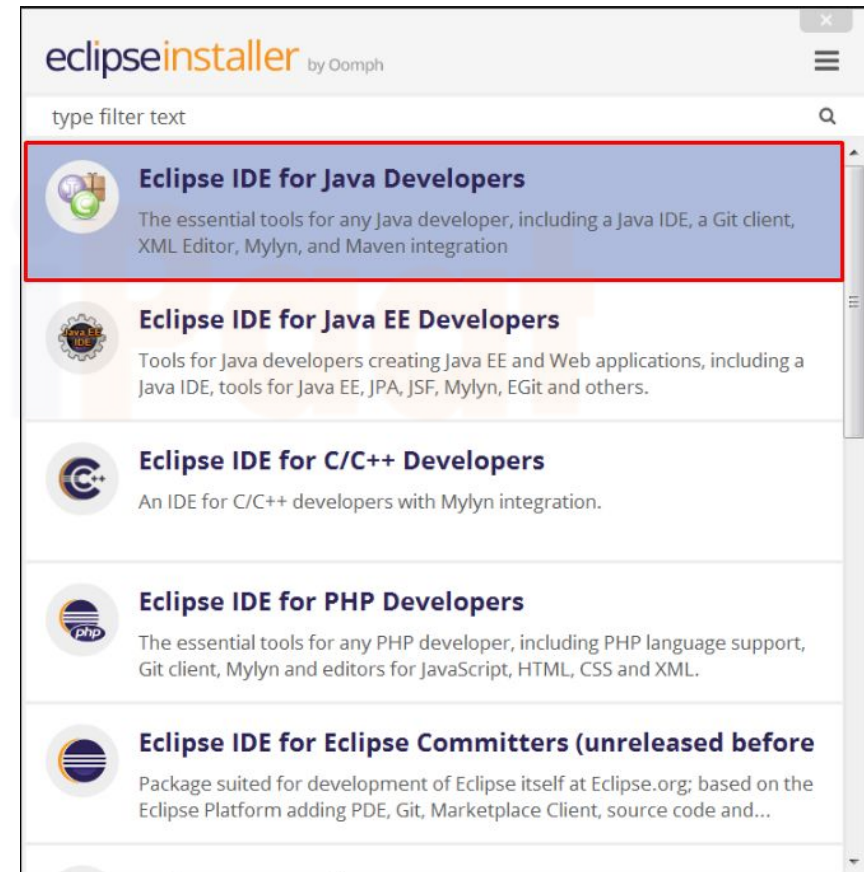 eclipseinstaller by Oomph
type filter text
Eclipse IDE for Java Developers
The essential tools for any Java developer, including a Java IDE, a Git client,
XML Editor, Mylyn, and Maven integration
Java EE
IDE
Eclipse IDE for Java EE Developers
Tools for Java developers creating Java EE and Web applications, including a
Java IDE, tools for Java EE, JPA, JSF, Mylyn, EGit and others.
C++
Eclipse IDE for C/C++ Developers
An IDE for C/C++ developers with Mylyn integration.
php
Eclipse IDE for PHP Developers
The essential tools for any PHP developer, including PHP language support,
Git client, Mylyn and editors for JavaScript, HTML, CSS and XML.
Eclipse IDE for Eclipse Committers (unreleased before
Package suited for development of Eclipse itself at Eclipse.org; based on the
Eclipse Platform adding PDE, Git, Marketplace Client, source code and...